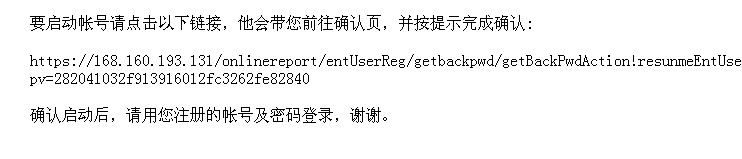 要启动帐号请点击以下链接，他会带您前往确认页，并按提示完成确认:
https://168.160.193.131/onlinereport/entUserReg/getbackpwd/getBackPwdAction!resunmeEntUse
pv=282041032f913916012fc3262fe82840
确认启动后，请用您注册的帐号及密码登录，谢谢。